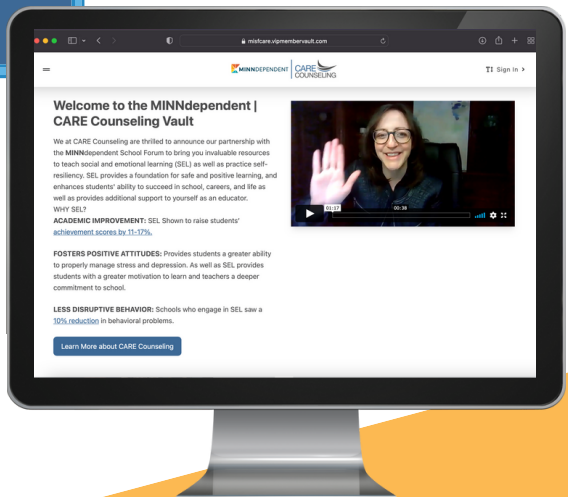 misfcare.vipmembervault.com
MINNDEPENDENT
CARE
COUNSELING
Sign In >
Welcome to the MINNdependent |
CARE Counseling Vault
We at CARE Counseling are thrilled to announce our partnership with
the MINNdependent School Forum to bring you invaluable resources
to teach social and emotional learning (SEL) as well as practice self-
resiliency. SEL provides a foundation for safe and positive learning, and
enhances students' ability to succeed in school, careers, and life as
well as provides additional support to yourself as an educator.
WHY SEL?
ACADEMIC IMPROVEMENT: SEL Shown to raise students'
achievement scores by 11-17%.
FOSTERS POSITIVE ATTITUDES: Provides students a greater ability
to properly manage stress and depression. As well as SEL provides
students with a greater motivation to learn and teachers a deeper
commitment to school.
LESS DISRUPTIVE BEHAVIOR: Schools who engage in SEL saw a
10% reduction in behavioral problems.
Learn More about CARE Counseling
01:17
00:38